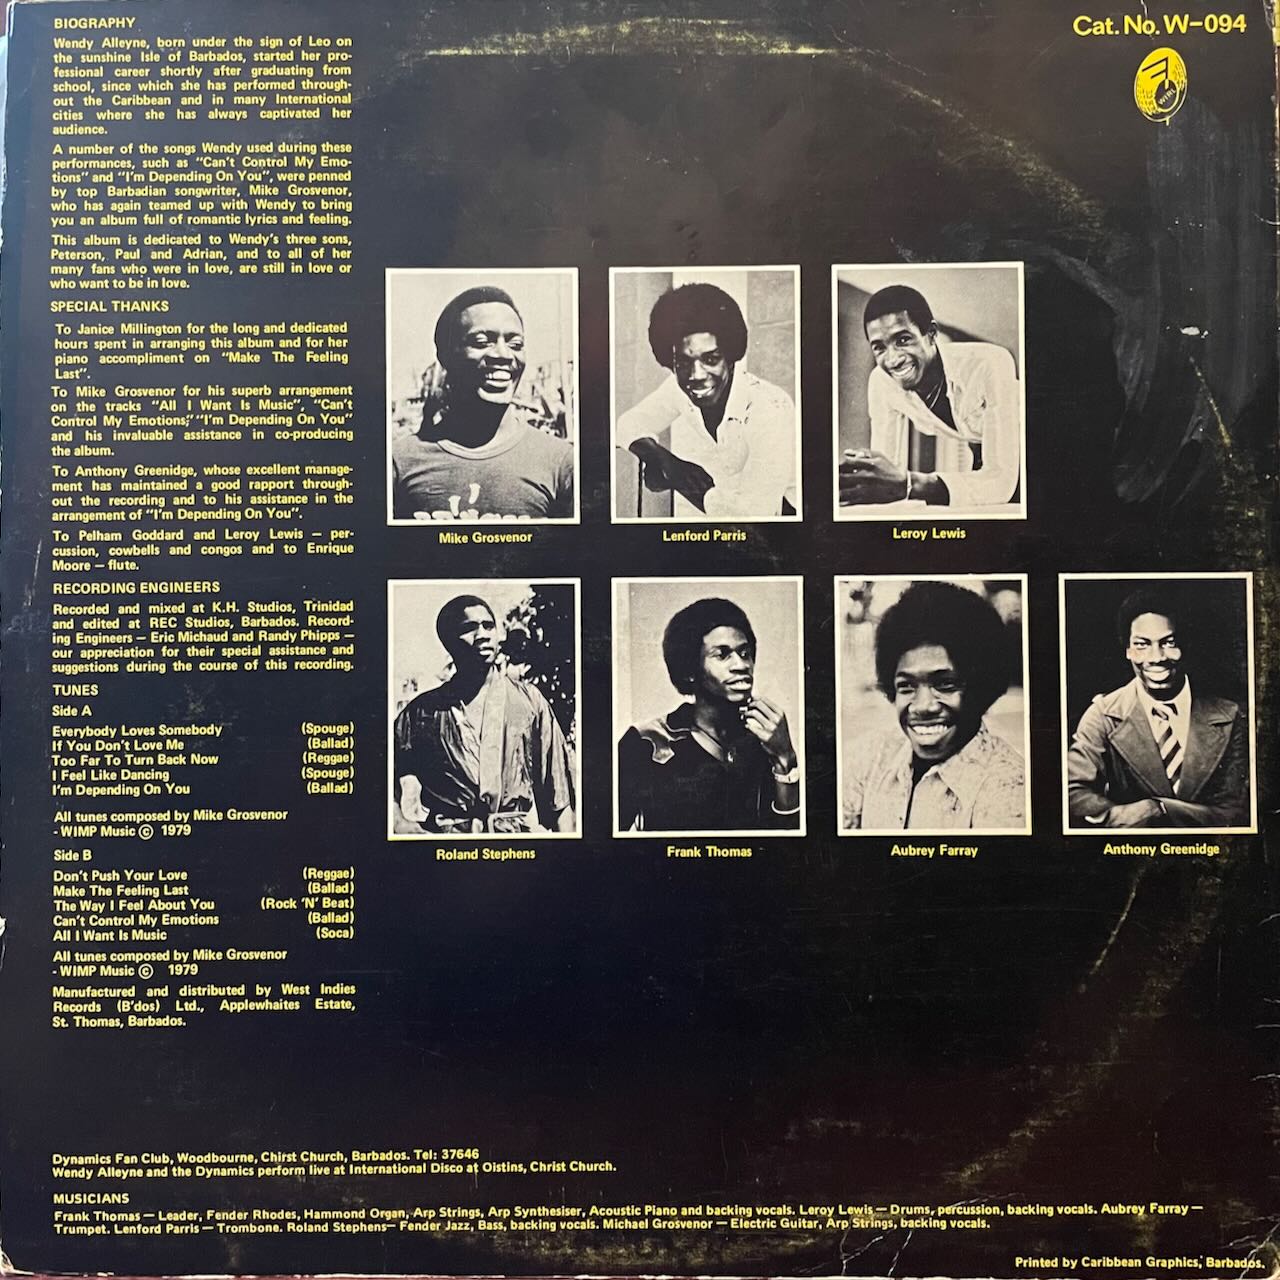 BIOGRAPHY
Wendy Alleyne, born under the sign of Leo on
the sunshine Isle of Barbados, started her pro-
fessional career shortly after graduating from
school, since which she has performed through-
out the Caribbean and in many International
cities where she has always captivated her
audience.
A number of the songs Wendy used during these
performances, such as "Can't Control My Emo-
tions" and "I'm Depending On You", were penned
by top Barbadian songwriter, Mike Grosvenor,
who has again teamed up with Wendy to bring
you an album full of romantic lyrics and feeling.
This album is dedicated to Wendy's three sons,
Peterson, Paul and Adrian, and to all of her
many fans who were in love, are still in love or
who want to be in love.
SPECIAL THANKS
To Janice Millington for the long and dedicated
hours spent in arranging this album and for her
piano accompliment on "Make The Feeling
Last".
To Mike Grosvenor for his superb arrangement
on the tracks "All I Want Is Music", "Can't
Control My Emotions;" "I'm Depending On You"
and his invaluable assistance in co-producing
the album.
To Anthony Greenidge, whose excellent manage-
ment has maintained a good rapport through-
out the recording and to his assistance in the
arrangement of "I'm Depending On You".
To Pelham Goddard and Leroy Lewis — per-
cussion, cowbells and congos and to Enrique
Moore — flute.
RECORDING ENGINEERS
Recorded and mixed at K.H. Studios, Trinidad
and edited at REC Studios, Barbados. Record-
ing Engineers — Eric Michaud and Randy Phipps —
our appreciation for their special assistance and
suggestions during the course of this recording.
TUNES
Side A
Everybody Loves Somebody (Spouge)
If You Don't Love Me (Ballad)
Too Far To Turn Back Now (Reggae)
I Feel Like Dancing (Spouge)
I'm Depending On You (Ballad)
All tunes composed by Mike Grosvenor
- WIMP Music © 1979
Side B
Don't Push Your Love (Reggae)
Make The Feeling Last (Ballad)
The Way I Feel About You (Rock 'N' Beat)
Can't Control My Emotions (Ballad)
All I Want Is Music (Soca)
All tunes composed by Mike Grosvenor
- WIMP Music © 1979
Manufactured and distributed by West Indies
Records (B'dos) Ltd., Applewhaites Estate,
St. Thomas, Barbados.
Cat. No. W-094
WIRL
Mike Grosvenor
Lenford Parris
Leroy Lewis
Roland Stephens
Frank Thomas
Aubrey Farray
Anthony Greenidge
Dynamics Fan Club, Woodbourne, Chirst Church, Barbados. Tel: 37646
Wendy Alleyne and the Dynamics perform live at International Disco at Oistins, Christ Church.
MUSICIANS
Frank Thomas — Leader, Fender Rhodes, Hammond Organ, Arp Strings, Arp Synthesiser, Acoustic Piano and backing vocals. Leroy Lewis — Drums, percussion, backing vocals. Aubrey Farray —
Trumpet. Lenford Parris — Trombone. Roland Stephens— Fender Jazz, Bass, backing vocals. Michael Grosvenor — Electric Guitar, Arp Strings, backing vocals.
Printed by Caribbean Graphics, Barbados.